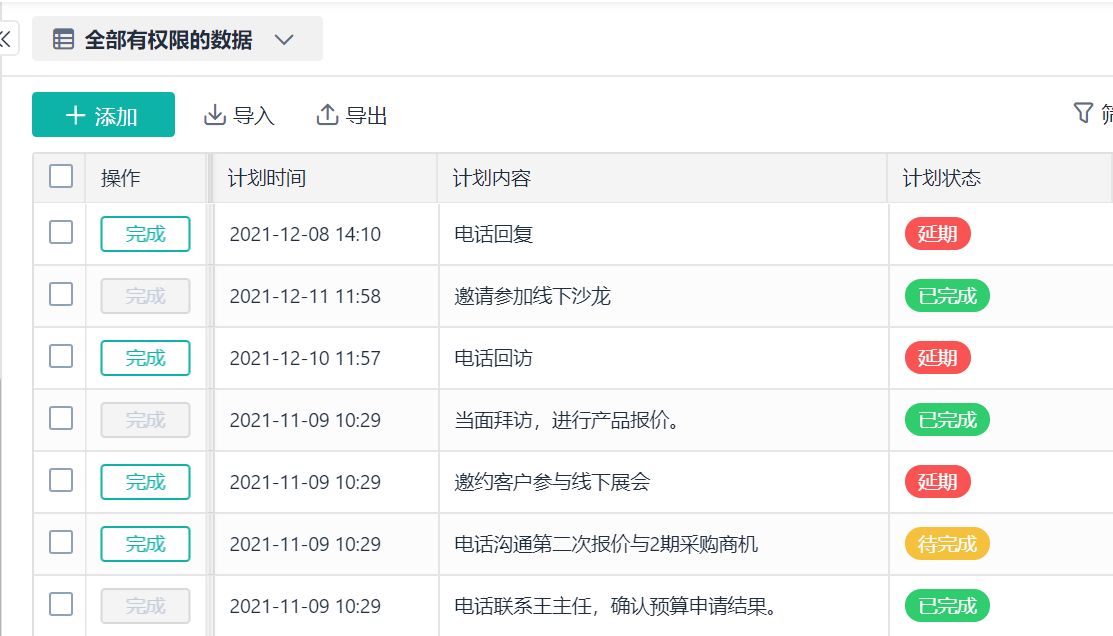 全部有权限的数据
添加 导入 导出
操作 计划时间 计划内容 计划状态
完成 2021-12-08 14:10 电话回复 延期
完成 2021-12-11 11:58 邀请参加线下沙龙 已完成
完成 2021-12-10 11:57 电话回访 延期
完成 2021-11-09 10:29 当面拜访，进行产品报价。 已完成
完成 2021-11-09 10:29 邀约客户参与线下展会 延期
完成 2021-11-09 10:29 电话沟通第二次报价与2期采购商机 待完成
完成 2021-11-09 10:29 电话联系王主任，确认预算申请结果。 已完成